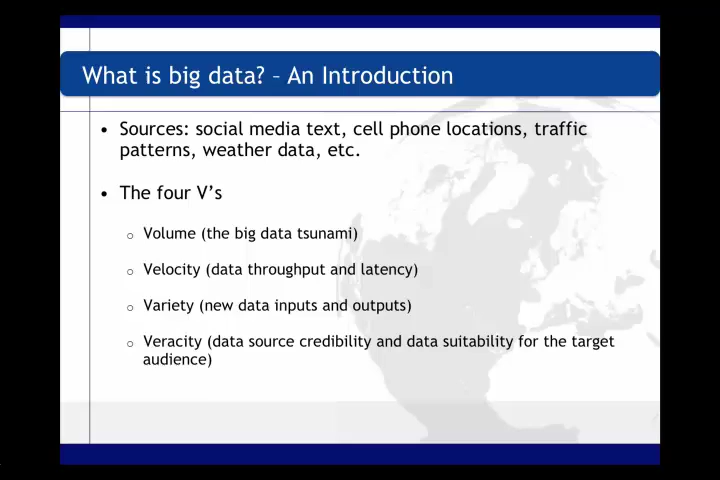 What is big data? – An Introduction
• Sources: social media text, cell phone locations, traffic
patterns, weather data, etc.
• The four V’s
o Volume (the big data tsunami)
o Velocity (data throughput and latency)
o Variety (new data inputs and outputs)
o Veracity (data source credibility and data suitability for the target
audience)